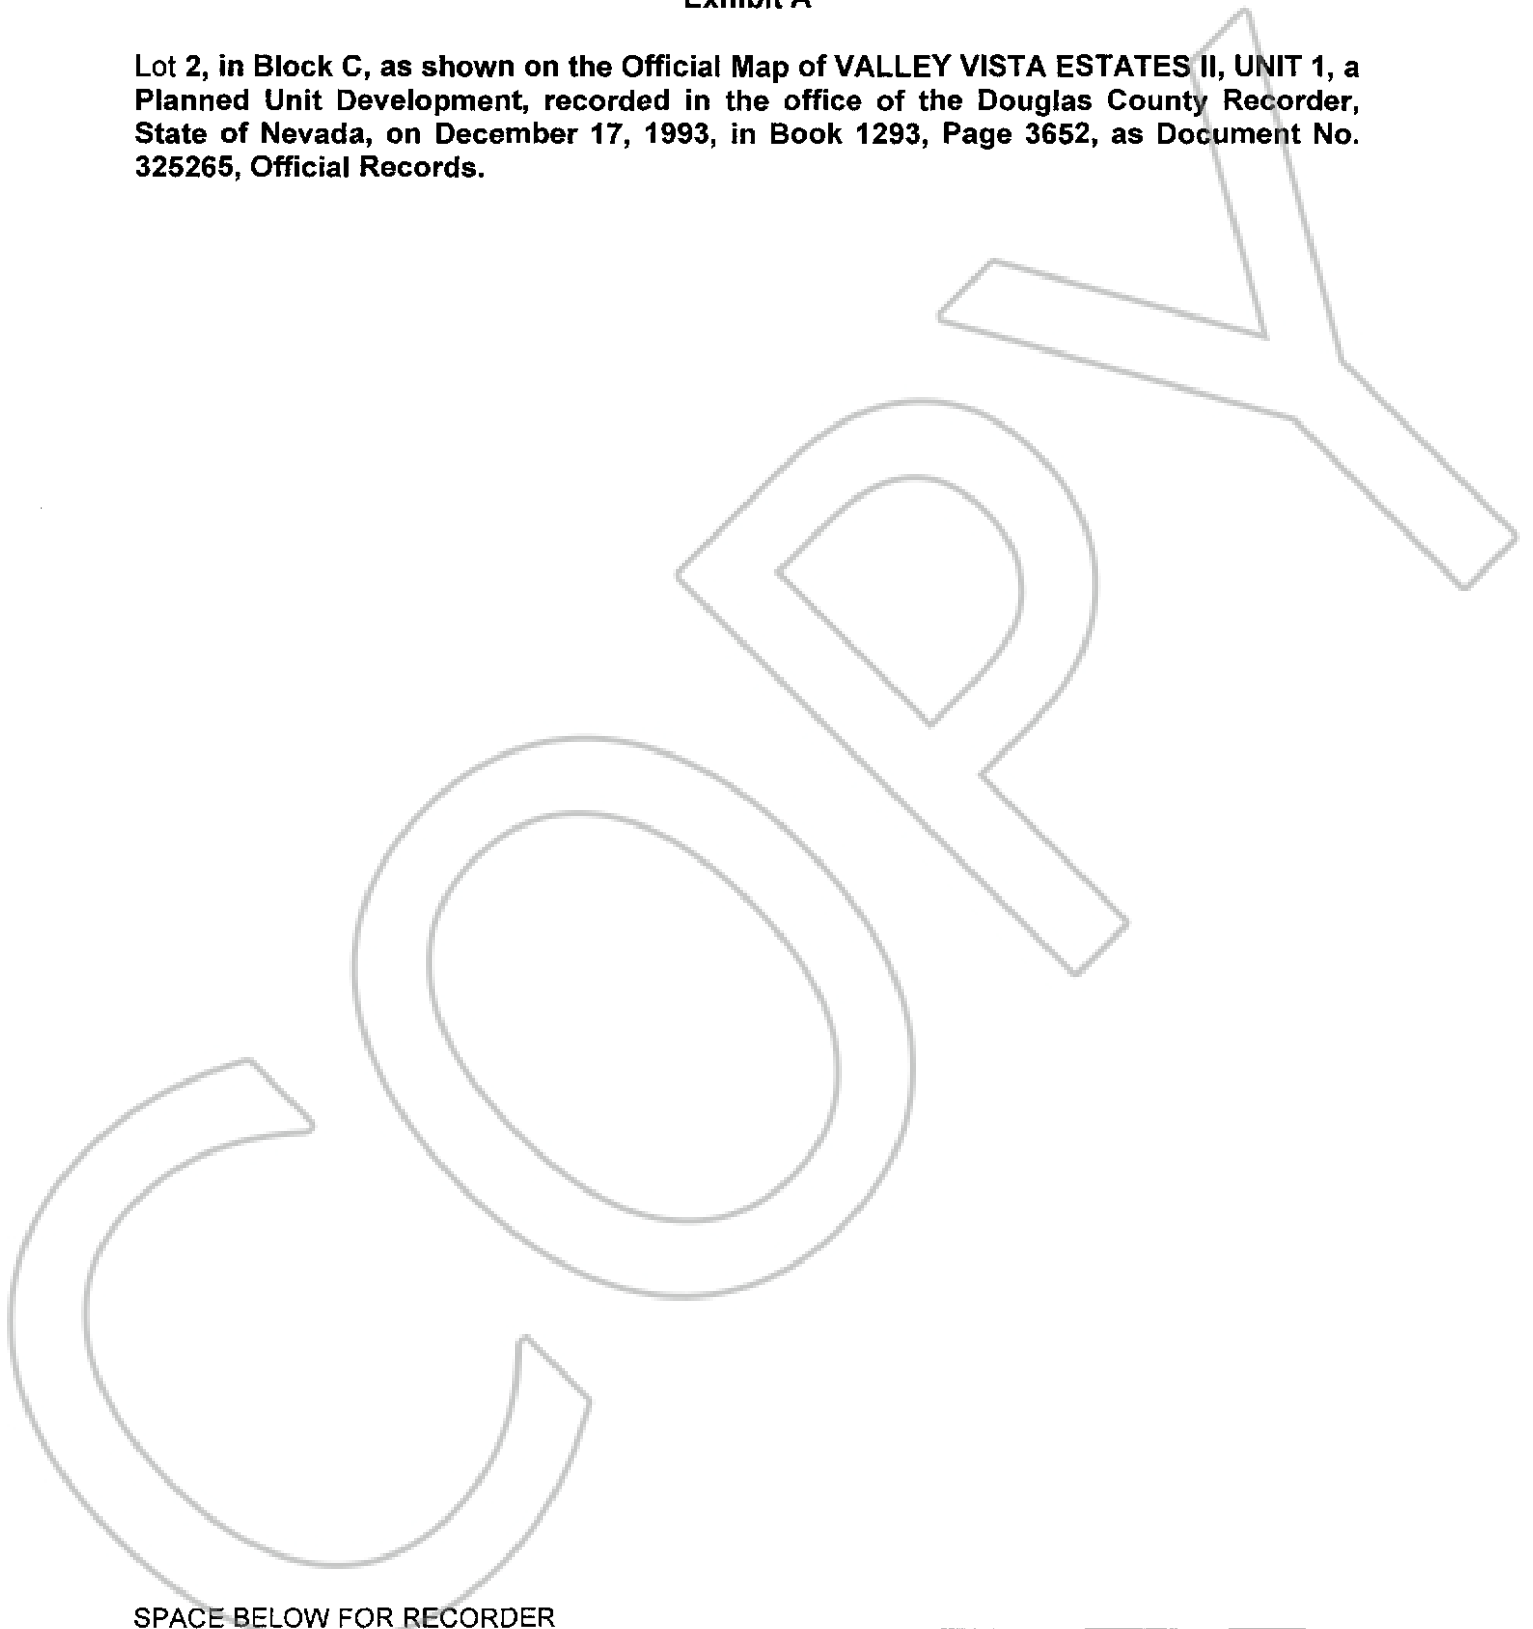 Exhibit A
Lot 2, in Block C, as shown on the Official Map of VALLEY VISTA ESTATES II, UNIT 1, a
Planned Unit Development, recorded in the office of the Douglas County Recorder,
State of Nevada, on December 17, 1993, in Book 1293, Page 3652, as Document No.
325265, Official Records.
COPY
SPACE BELOW FOR RECORDER